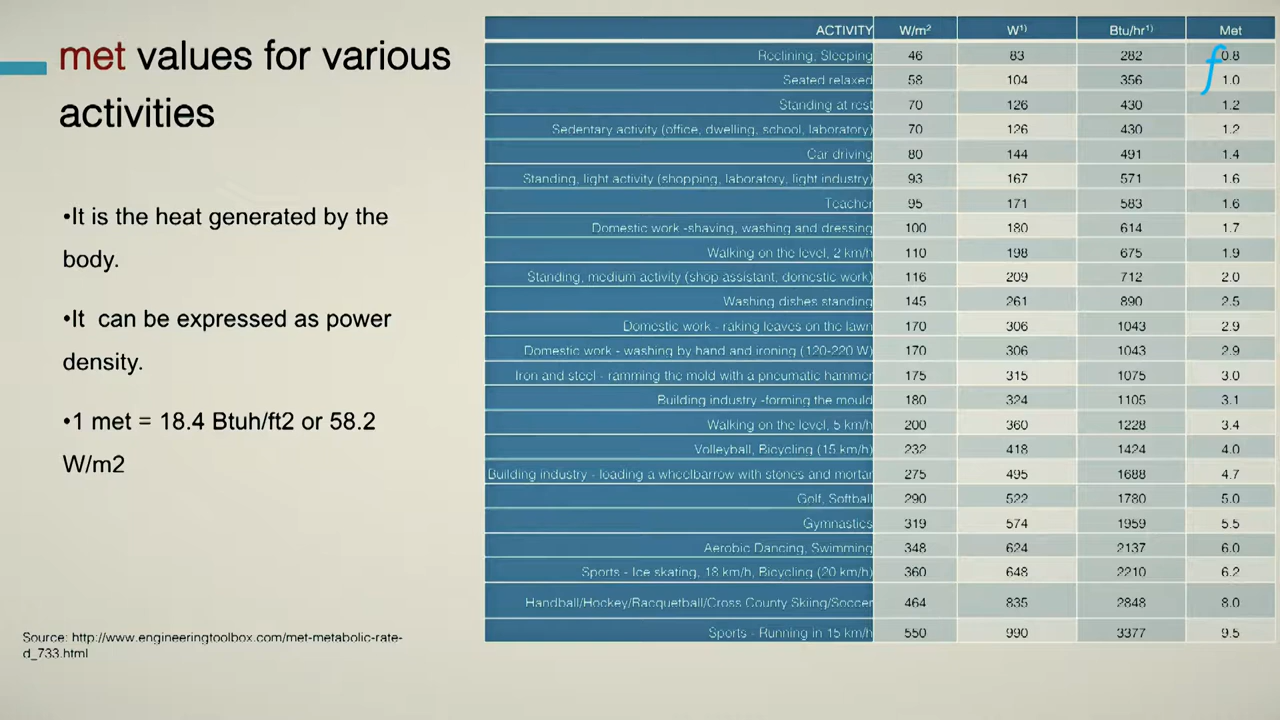 met values for various
activities
•It is the heat generated by the
body.
•It can be expressed as power
density.
•1 met = 18.4 Btuh/ft2 or 58.2
W/m2
Source: http://www.engineeringtoolbox.com/met-metabolic-rate-
d_733.html
ACTIVITY W/m² W¹⁾ Btu/hr¹⁾ Met
Reclining, Sleeping 46 83 282 0.8
Seated relaxed 58 104 356 1.0
Standing at rest 70 126 430 1.2
Sedentary activity (office, dwelling, school, laboratory) 70 126 430 1.2
Car driving 80 144 491 1.4
Standing, light activity (shopping, laboratory, light industry) 93 167 571 1.6
Teacher 95 171 583 1.6
Domestic work -shaving, washing and dressing 100 180 614 1.7
Walking on the level, 2 km/h 110 198 675 1.9
Standing, medium activity (shop assistant, domestic work) 116 209 712 2.0
Washing dishes standing 145 261 890 2.5
Domestic work - raking leaves on the lawn 170 306 1043 2.9
Domestic work - washing by hand and ironing (120-220 W) 170 306 1043 2.9
Iron and steel - ramming the mold with a pneumatic hammer 175 315 1075 3.0
Building industry -forming the mould 180 324 1105 3.1
Walking on the level, 5 km/h 200 360 1228 3.4
Volleyball, Bicycling (15 km/h) 232 418 1424 4.0
Building industry - loading a wheelbarrow with stones and mortar 275 495 1688 4.7
Golf, Softball 290 522 1780 5.0
Gymnastics 319 574 1959 5.5
Aerobic Dancing, Swimming 348 624 2137 6.0
Sports - Ice skating, 18 km/h, Bicycling (20 km/h) 360 648 2210 6.2
Handball/Hockey/Racquetball/Cross County Skiing/Soccer 464 835 2848 8.0
Sports - Running in 15 km/h 550 990 3377 9.5